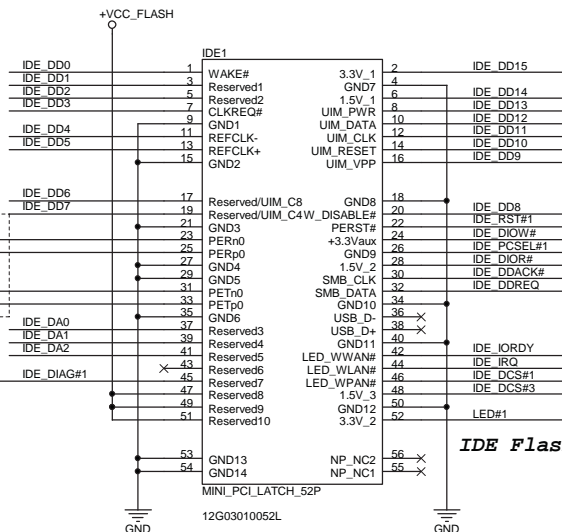 +VCC_FLASH
IDE1
IDE_DD0 1 WAKE# 3.3V_1 2 IDE_DD15
IDE_DD1 3 Reserved1 GND7 4
IDE_DD2 5 Reserved2 1.5V_1 6 IDE_DD14
IDE_DD3 7 CLKREQ# UIM_PWR 8 IDE_DD13
9 GND1 UIM_DATA 10 IDE_DD12
IDE_DD4 11 REFCLK- UIM_CLK 12 IDE_DD11
IDE_DD5 13 REFCLK+ UIM_RESET 14 IDE_DD10
15 GND2 UIM_VPP 16 IDE_DD9
IDE_DD6 17 Reserved/UIM_C8 GND8 18
IDE_DD7 19 Reserved/UIM_C4W_DISABLE# 20 IDE_DD8
21 GND3 PERST# 22 IDE_RST#1
23 PERn0 +3.3Vaux 24 IDE_DIOW#
25 PERp0 GND9 26 IDE_PCSEL#1
27 GND4 1.5V_2 28 IDE_DIOR#
29 GND5 SMB_CLK 30 IDE_DDACK#
31 PETn0 SMB_DATA 32 IDE_DDREQ
33 PETp0 GND10 34
35 GND6 USB_D- 36
IDE_DA0 37 Reserved3 USB_D+ 38
IDE_DA1 39 Reserved4 GND11 40
IDE_DA2 41 Reserved5 LED_WWAN# 42 IDE_IORDY
43 Reserved6 LED_WLAN# 44 IDE_IRQ
IDE_DIAG#1 45 Reserved7 LED_WPAN# 46 IDE_DCS#1
47 Reserved8 1.5V_3 48 IDE_DCS#3
49 Reserved9 GND12 50
51 Reserved10 3.3V_2 52 LED#1
IDE Flas
53 GND13 NP_NC2 56
54 GND14 NP_NC1 55
MINI_PCI_LATCH_52P
12G03010052L
GND GND